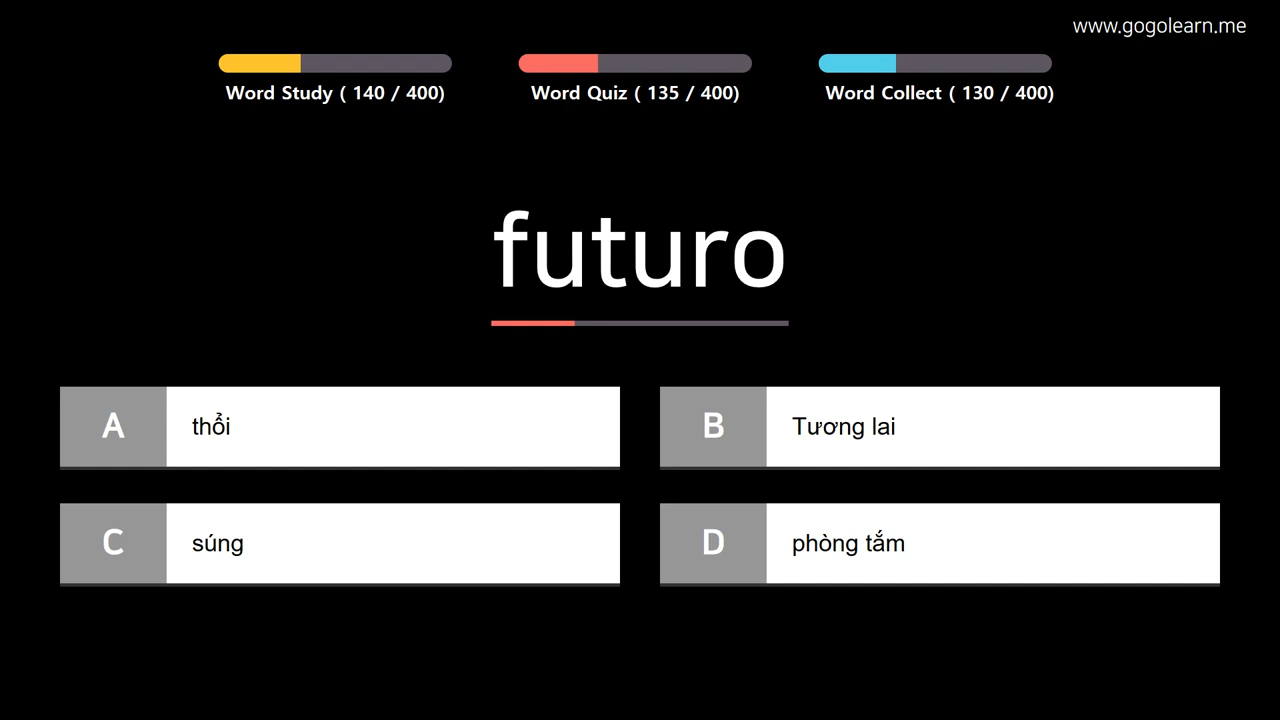 www.gogolearn.me
Word Study ( 140 / 400)
Word Quiz ( 135 / 400)
Word Collect ( 130 / 400)
futuro
A thổi
B Tương lai
C súng
D phòng tắm